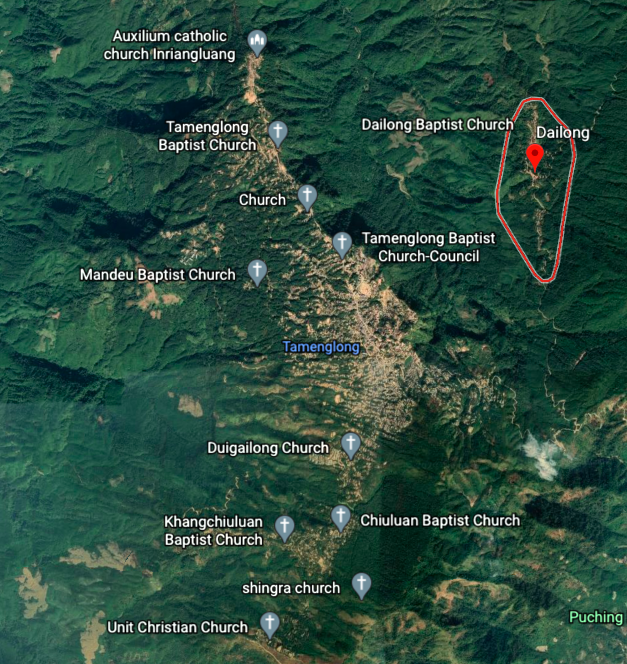 Auxilium catholic
church Inriangluang
Dailong Baptist Church
Dailong
Tamenglong
Baptist Church
Church
Tamenglong Baptist
Church-Council
Mandeu Baptist Church
Tamenglong
Duigailong Church
Khangchiuluan
Baptist Church
Chiuluan Baptist Church
shingra church
Puching
Unit Christian Church